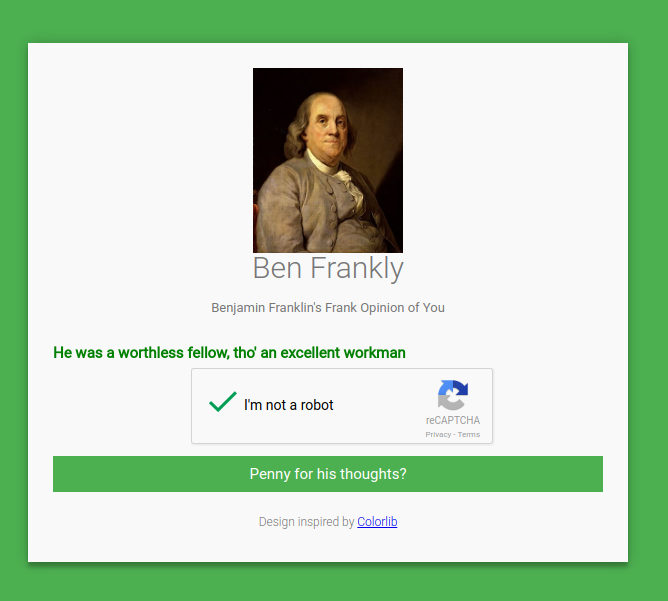 Ben Frankly
Benjamin Franklin's Frank Opinion of You
He was a worthless fellow, tho' an excellent workman
I'm not a robot
reCAPTCHA
Privacy - Terms
Penny for his thoughts?
Design inspired by Colorlib